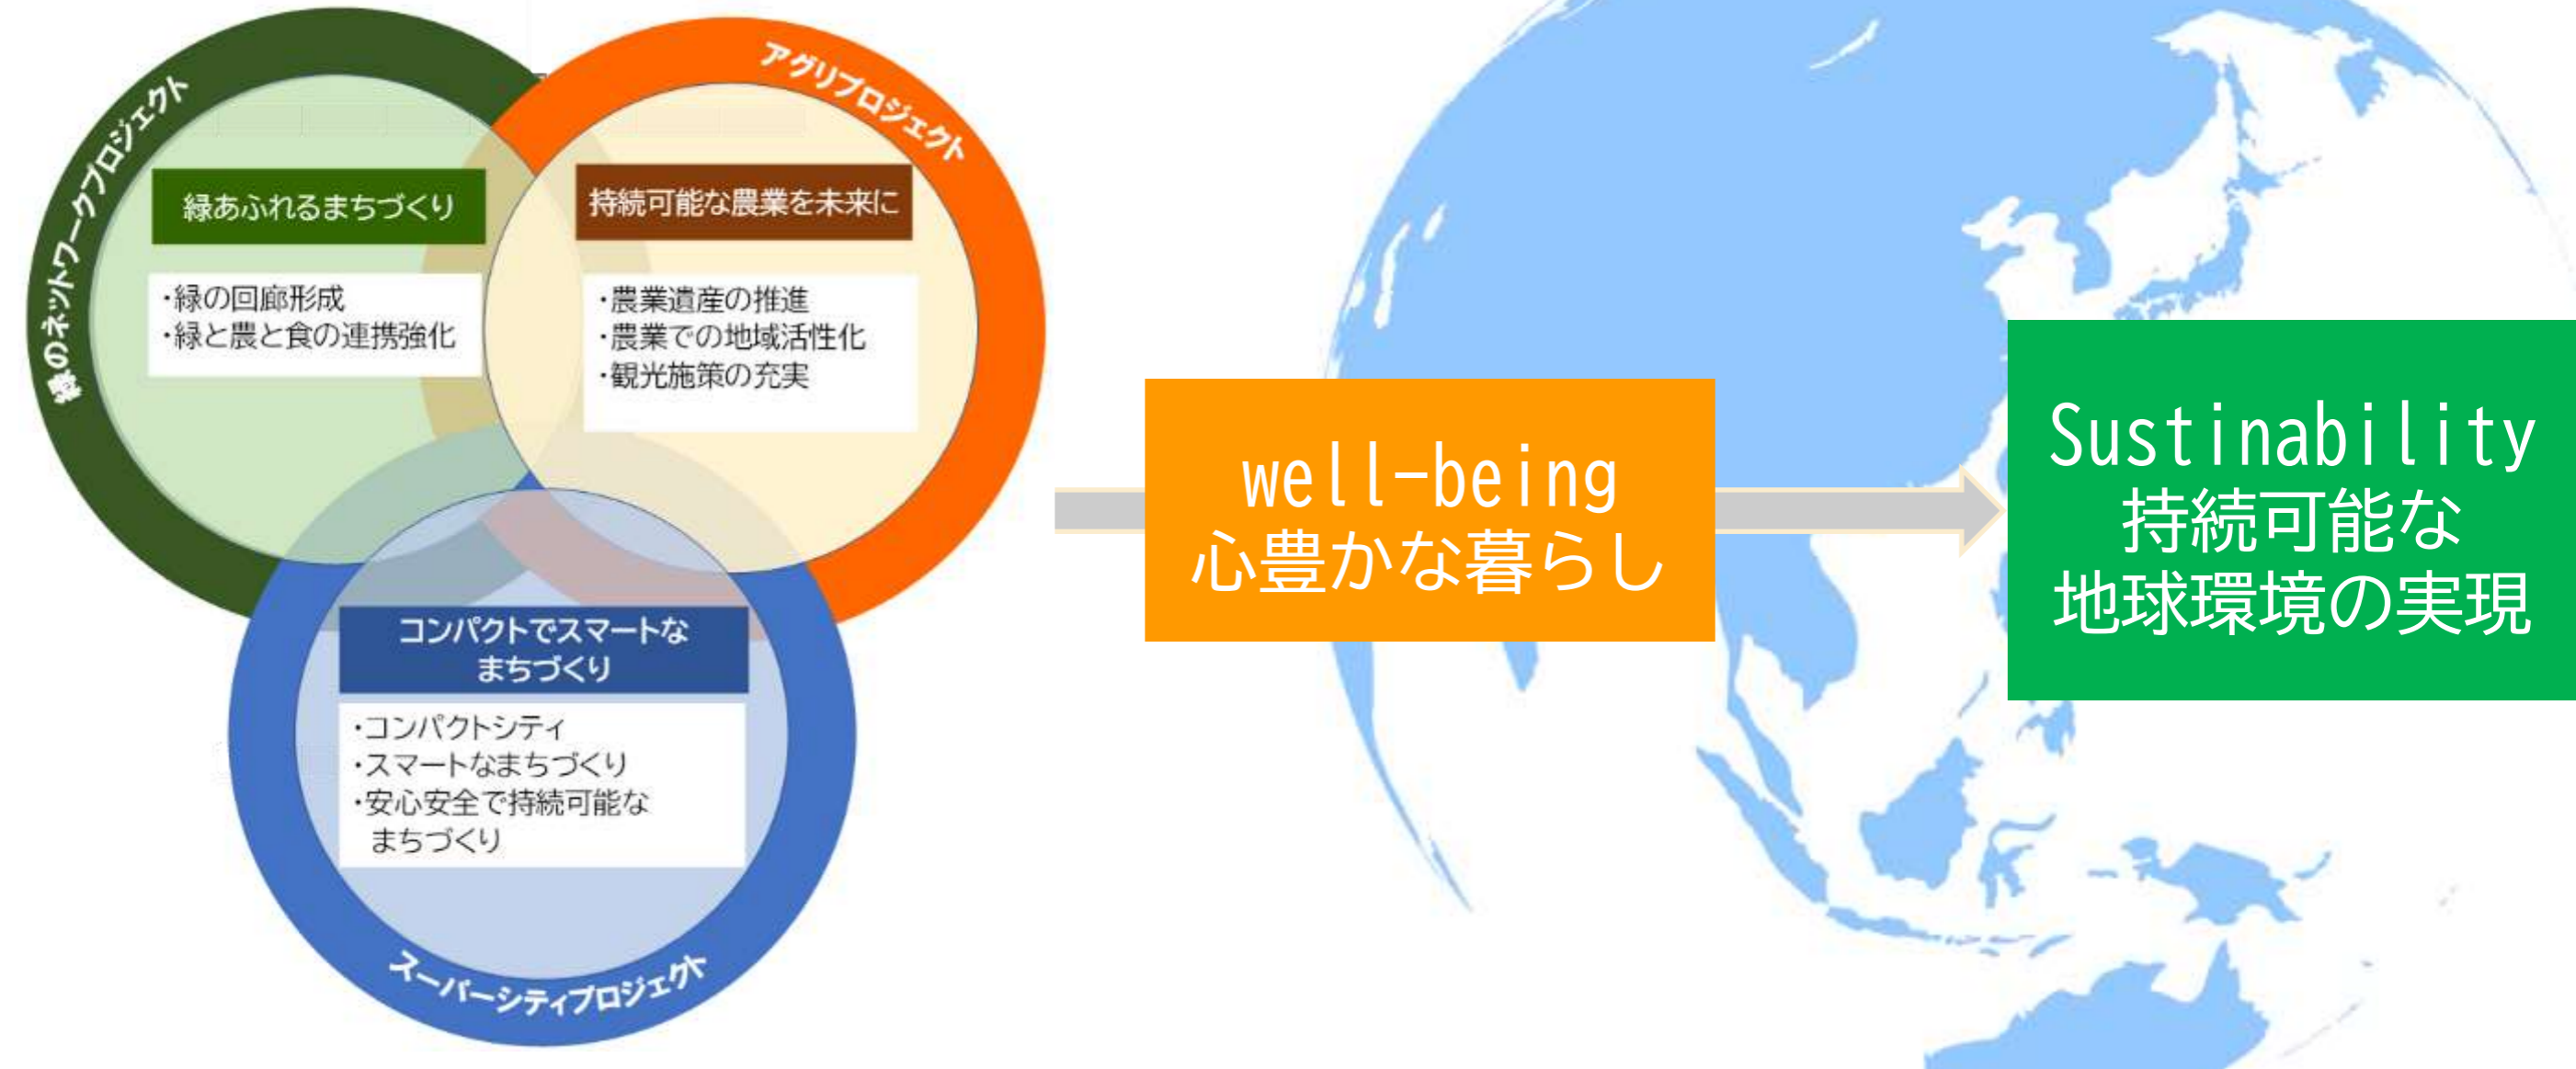 緑のネットワークプロジェクト
緑あふれるまちづくり
・緑の回廊形成
・緑と農と食の連携強化
アグリプロジェクト
持続可能な農業を未来に
・農業遺産の推進
・農業での地域活性化
・観光施策の充実
コンパクトでスマートな
まちづくり
・コンパクトシティ
・スマートなまちづくり
・安心安全で持続可能な
まちづくり
スーパーシティプロジェクト
well-being
心豊かな暮らし
Sustinability
持続可能な
地球環境の実現